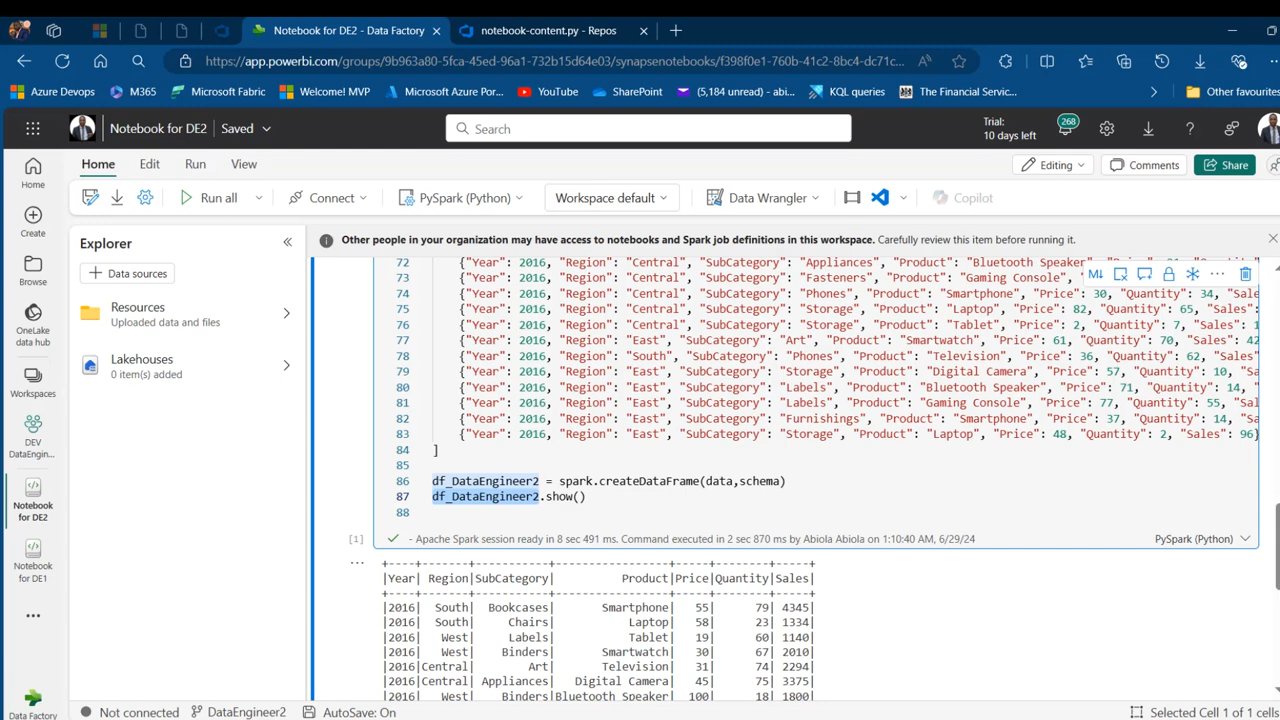 Notebook for DE2 - Data Factory
notebook-content.py - Repos
https://app.powerbi.com/groups/9b963a80-5fca-45ed-96a1-732b15d64e03/synapsenotebooks/f398f0e1-760b-41c2-8bc4-dc71c...
Azure Devops
M365
Microsoft Fabric
Welcome! MVP
Microsoft Azure Por...
YouTube
SharePoint
(5,184 unread) - abi...
KQL queries
The Financial Servic...
Other favourites
Notebook for DE2
Saved
Search
Trial:
10 days left
268
Home
Edit
Run
View
Editing
Comments
Share
Run all
Connect
PySpark (Python)
Workspace default
Data Wrangler
Copilot
Home
Create
Browse
OneLake
data hub
Workspaces
DEV
DataEngin...
Notebook
for DE2
Notebook
for DE1
Data Factory
Explorer
Data sources
Resources
Uploaded data and files
Lakehouses
0 item(s) added
Other people in your organization may have access to notebooks and Spark job definitions in this workspace. Carefully review this item before running it.
72 {"Year": 2016, "Region": "Central", "SubCategory": "Appliances", "Product": "Bluetooth Speaker
M↓
73 {"Year": 2016, "Region": "Central", "SubCategory": "Fasteners", "Product": "Gaming Console",
74 {"Year": 2016, "Region": "Central", "SubCategory": "Phones", "Product": "Smartphone", "Price": 30, "Quantity": 34, "Sale
75 {"Year": 2016, "Region": "Central", "SubCategory": "Storage", "Product": "Laptop", "Price": 82, "Quantity": 65, "Sales":
76 {"Year": 2016, "Region": "Central", "SubCategory": "Storage", "Product": "Tablet", "Price": 2, "Quantity": 7, "Sales": 1
77 {"Year": 2016, "Region": "East", "SubCategory": "Art", "Product": "Smartwatch", "Price": 61, "Quantity": 70, "Sales": 42
78 {"Year": 2016, "Region": "South", "SubCategory": "Phones", "Product": "Television", "Price": 36, "Quantity": 62, "Sales":
79 {"Year": 2016, "Region": "East", "SubCategory": "Storage", "Product": "Digital Camera", "Price": 57, "Quantity": 10, "Sale
80 {"Year": 2016, "Region": "East", "SubCategory": "Labels", "Product": "Bluetooth Speaker", "Price": 71, "Quantity": 14,
81 {"Year": 2016, "Region": "East", "SubCategory": "Labels", "Product": "Gaming Console", "Price": 77, "Quantity": 55, "Sale
82 {"Year": 2016, "Region": "East", "SubCategory": "Furnishings", "Product": "Smartphone", "Price": 37, "Quantity": 14, "Sa
83 {"Year": 2016, "Region": "East", "SubCategory": "Storage", "Product": "Laptop", "Price": 48, "Quantity": 2, "Sales": 96}
84 ]
85
86 df_DataEngineer2 = spark.createDataFrame(data,schema)
87 df_DataEngineer2.show()
88
[1] - Apache Spark session ready in 8 sec 491 ms. Command executed in 2 sec 870 ms by Abiola Abiola on 1:10:40 AM, 6/29/24 PySpark (Python)
+----+-------+-----------+-----------------+-----+--------+-----+
|Year| Region|SubCategory| Product|Price|Quantity|Sales|
+----+-------+-----------+-----------------+-----+--------+-----+
|2016| South| Bookcases| Smartphone| 55| 79| 4345|
|2016| South| Chairs| Laptop| 58| 23| 1334|
|2016| West| Labels| Tablet| 19| 60| 1140|
|2016| West| Binders| Smartwatch| 30| 67| 2010|
|2016|Central| Art| Television| 31| 74| 2294|
|2016|Central| Appliances| Digital Camera| 45| 75| 3375|
|2016| West| Binders|Bluetooth Speaker| 100| 18| 1800|
Not connected
DataEngineer2
AutoSave: On
Selected Cell 1 of 1 cells